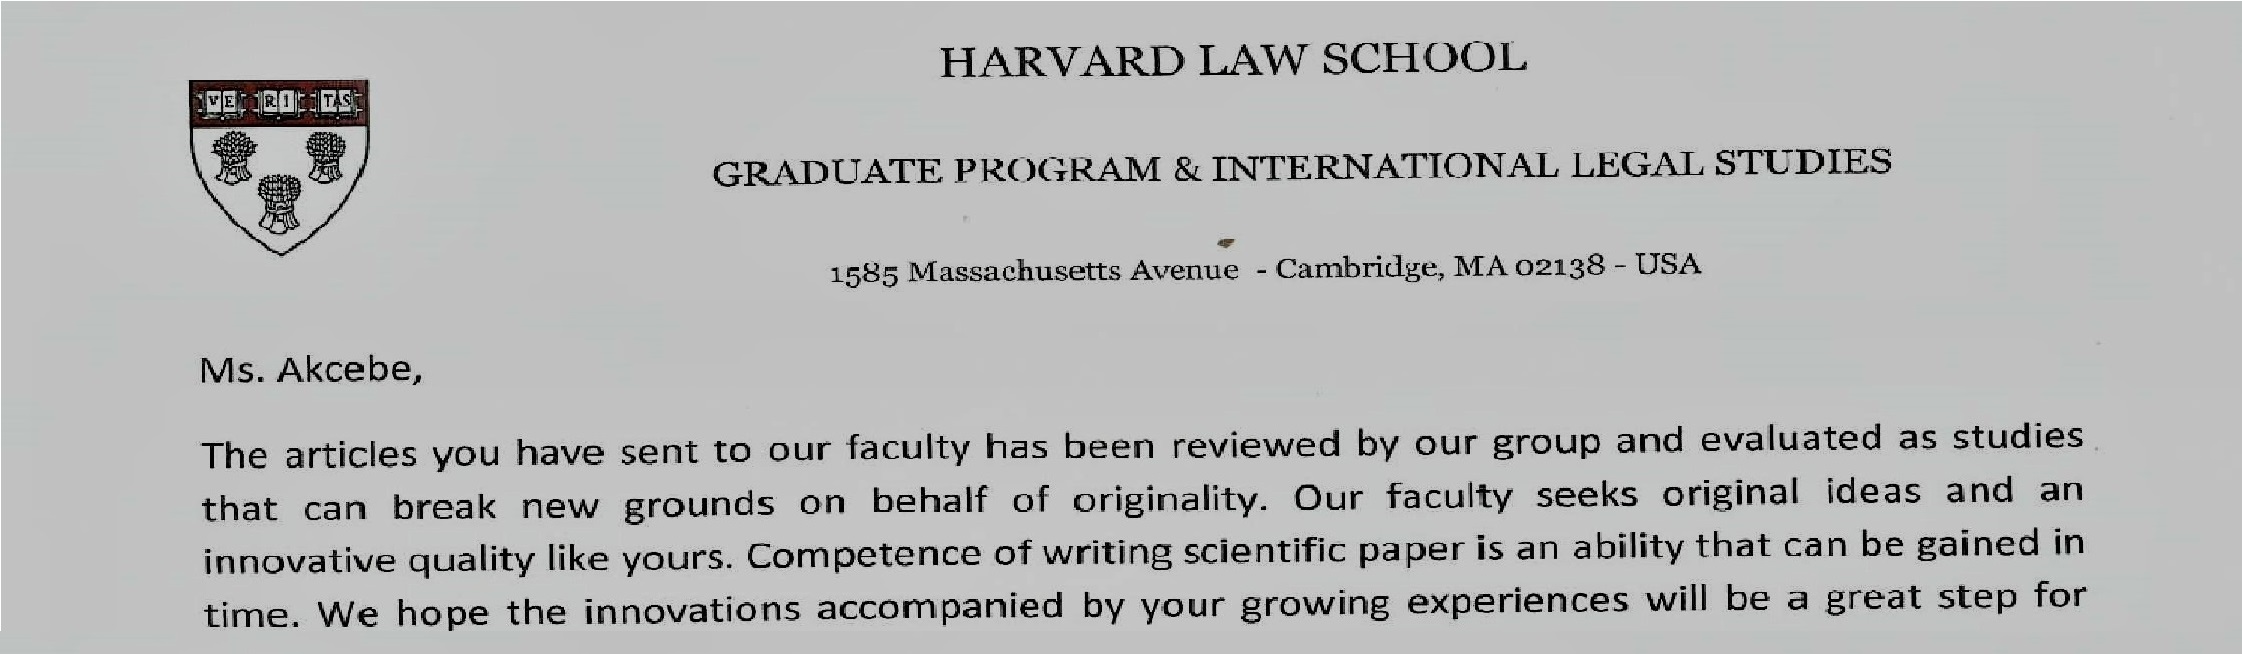 HARVARD LAW SCHOOL
VE RI TAS
GRADUATE PROGRAM & INTERNATIONAL LEGAL STUDIES
1585 Massachusetts Avenue - Cambridge, MA 02138 - USA
Ms. Akcebe,
The articles you have sent to our faculty has been reviewed by our group and evaluated as studies
that can break new grounds on behalf of originality. Our faculty seeks original ideas and an
innovative quality like yours. Competence of writing scientific paper is an ability that can be gained in
time. We hope the innovations accompanied by your growing experiences will be a great step for